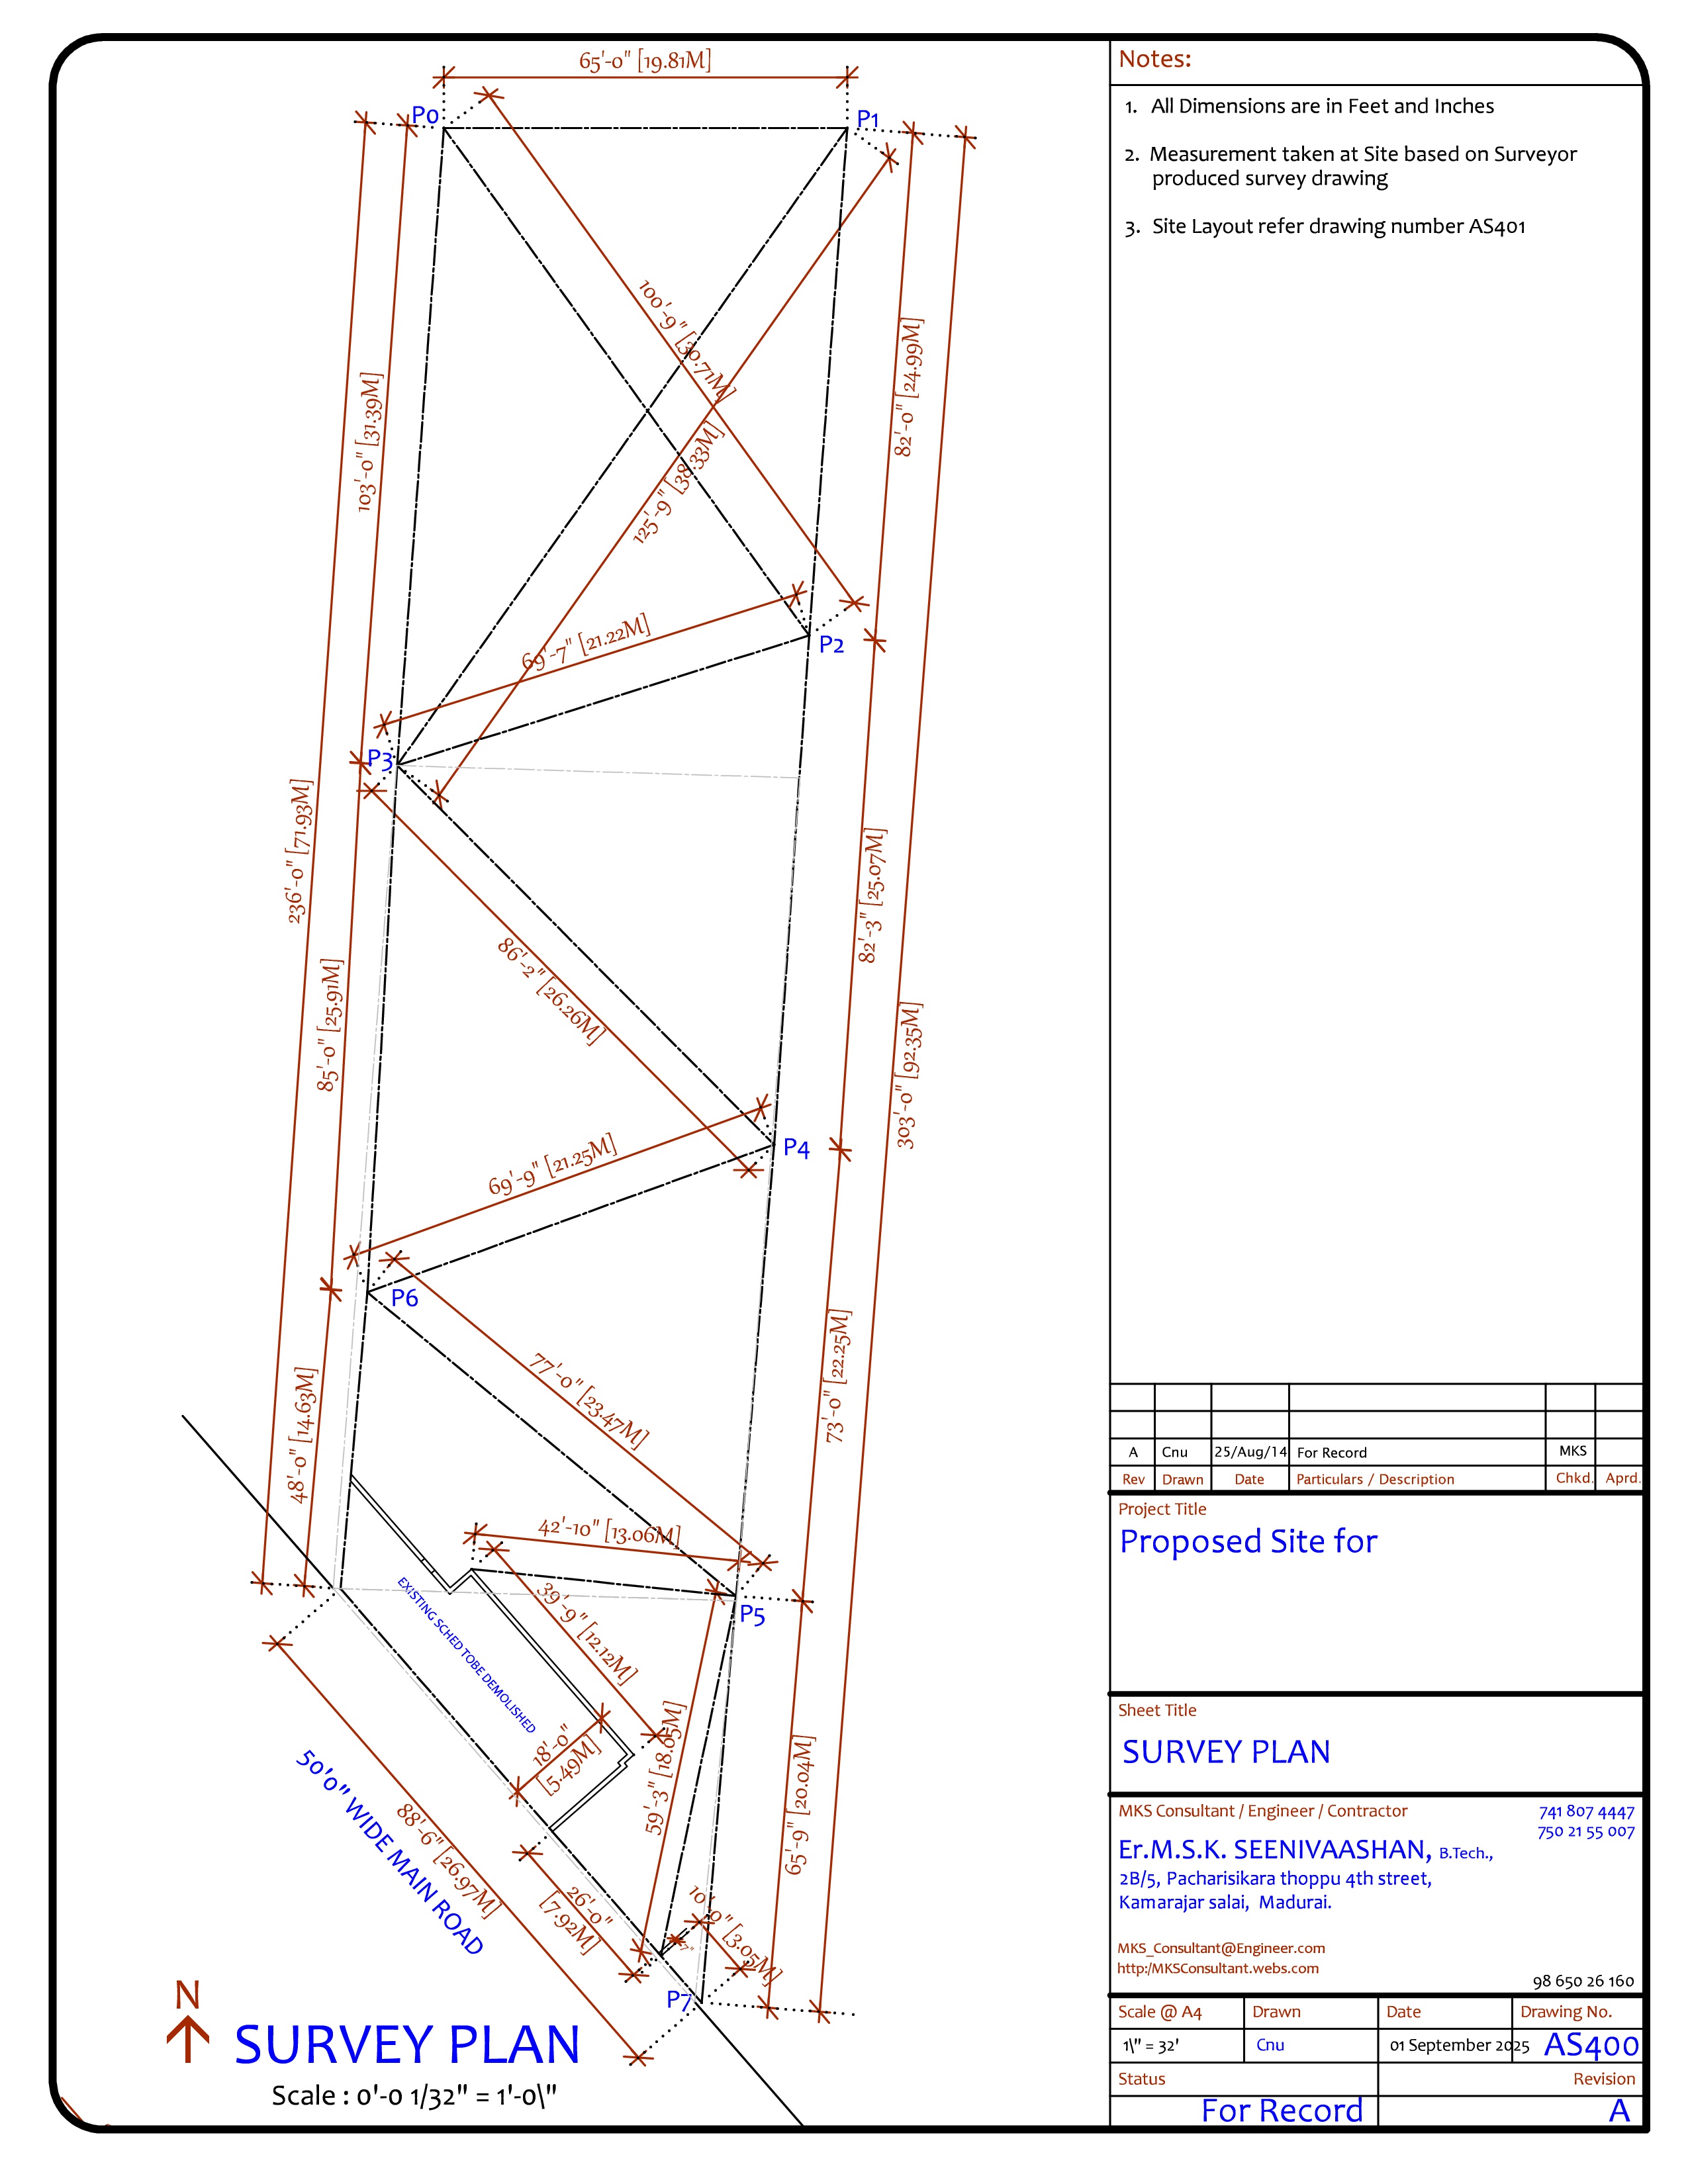 65'-0" [19.81M]
P0
P1
100'-9" [30.71M]
125'-9" [38.33M]
103'-0" [31.39M]
82'-0" [24.99M]
69'-7" [21.22M]
P2
P3
236'-0" [71.93M]
82'-3" [25.07M]
86'-2" [26.26M]
85'-0" [25.91M]
303'-0" [92.35M]
P4
69'-9" [21.25M]
P6
77'-0" [23.47M]
73'-0" [22.25M]
48'-0" [14.63M]
42'-10" [13.06M]
P5
39'-9" [12.12M]
EXISTING SCHED TOBE DEMOLISHED
18'-0"
[5.49M]
59'-3" [18.65M]
65'-9" [20.04M]
50'0" WIDE MAIN ROAD
88'-6" [26.97M]
26'-0"
[7.92M]
10'-0" [3.05M]
P7
N
SURVEY PLAN
Scale : 0'-0 1/32" = 1'-0\"
Notes:
1. All Dimensions are in Feet and Inches
2. Measurement taken at Site based on Surveyor
produced survey drawing
3. Site Layout refer drawing number AS401
A Cnu 25/Aug/14 For Record MKS
Rev Drawn Date Particulars / Description Chkd. Aprd.
Project Title
Proposed Site for
Sheet Title
SURVEY PLAN
MKS Consultant / Engineer / Contractor 741 807 4447
750 21 55 007
Er.M.S.K. SEENIVAASHAN, B.Tech.,
2B/5, Pacharisikara thoppu 4th street,
Kamarajar salai, Madurai.
MKS_Consultant@Engineer.com
http:/MKSConsultant.webs.com
98 650 26 160
Scale @ A4 Drawn Date Drawing No.
1\" = 32' Cnu 01 September 2025 AS400
Status Revision
For Record A